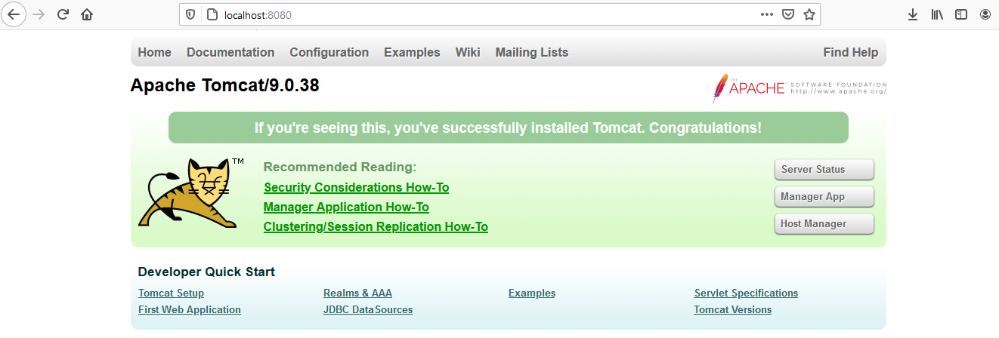 localhost:8080
Home Documentation Configuration Examples Wiki Mailing Lists Find Help
Apache Tomcat/9.0.38
THE APACHE® SOFTWARE FOUNDATION
http://www.apache.org/
If you're seeing this, you've successfully installed Tomcat. Congratulations!
TM
Recommended Reading:
Security Considerations How-To
Manager Application How-To
Clustering/Session Replication How-To
Server Status
Manager App
Host Manager
Developer Quick Start
Tomcat Setup
First Web Application
Realms & AAA
JDBC DataSources
Examples
Servlet Specifications
Tomcat Versions